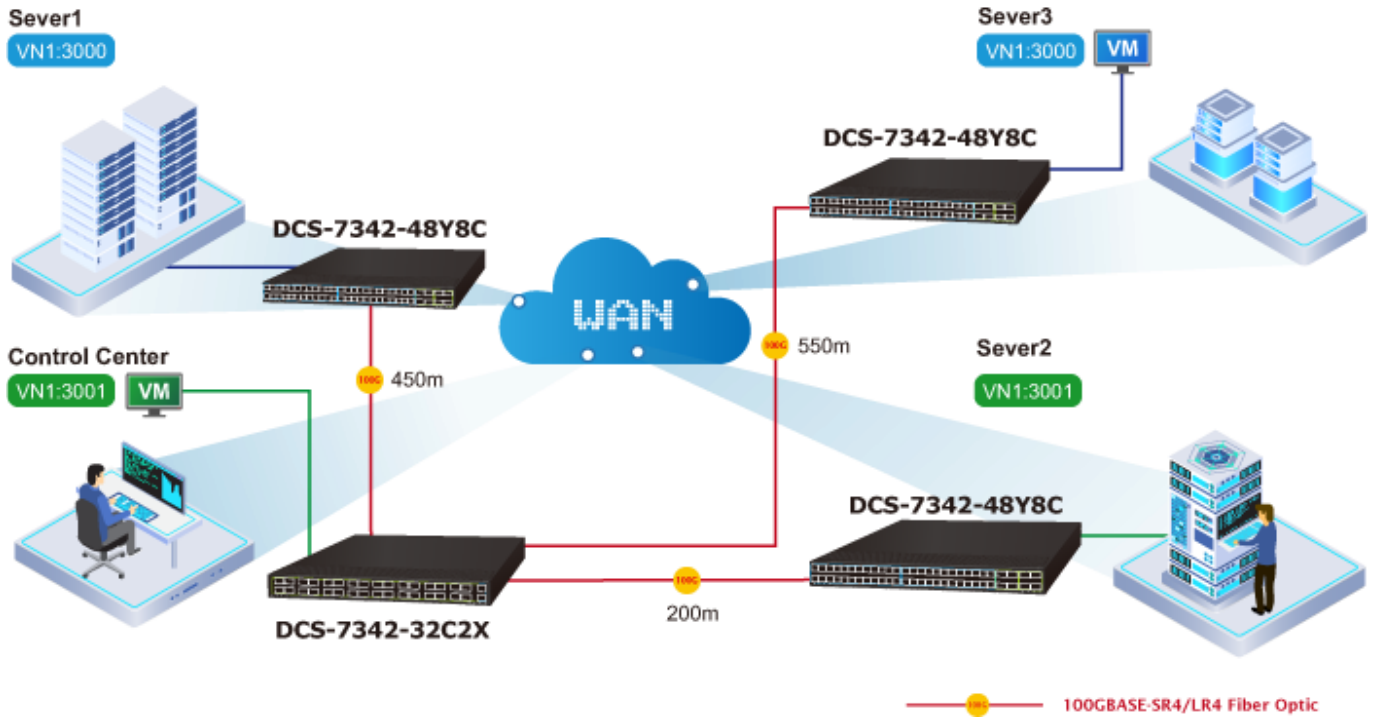 Sever1
VN1:3000
Sever3
VN1:3000
VM
DCS-7342-48Y8C
DCS-7342-48Y8C
WAN
100G
550m
Control Center
VN1:3001
VM
100G
450m
Sever2
VN1:3001
DCS-7342-48Y8C
100G
200m
DCS-7342-32C2X
100G
100GBASE-SR4/LR4 Fiber Optic